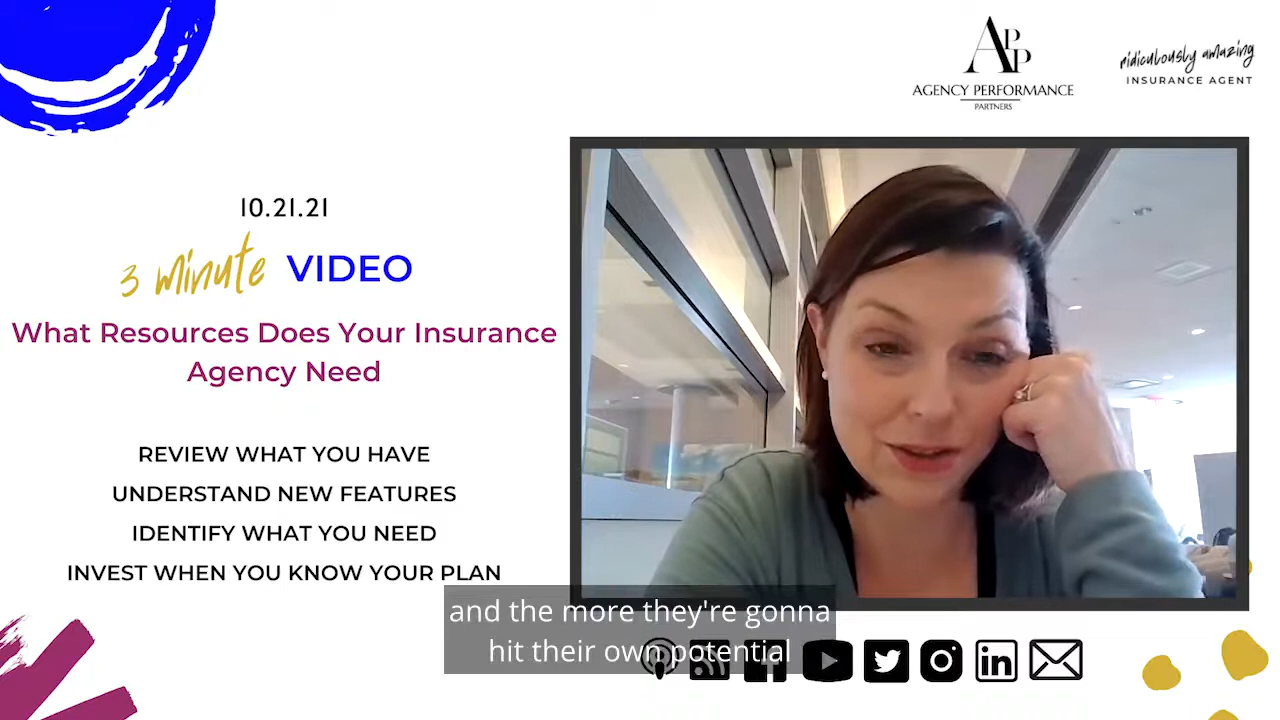 APP
AGENCY PERFORMANCE
PARTNERS
ridiculously amazing
INSURANCE AGENT
10.21.21
3 minute VIDEO
What Resources Does Your Insurance
Agency Need
REVIEW WHAT YOU HAVE
UNDERSTAND NEW FEATURES
IDENTIFY WHAT YOU NEED
INVEST WHEN YOU KNOW YOUR PLAN
and the more they're gonna
hit their own potential